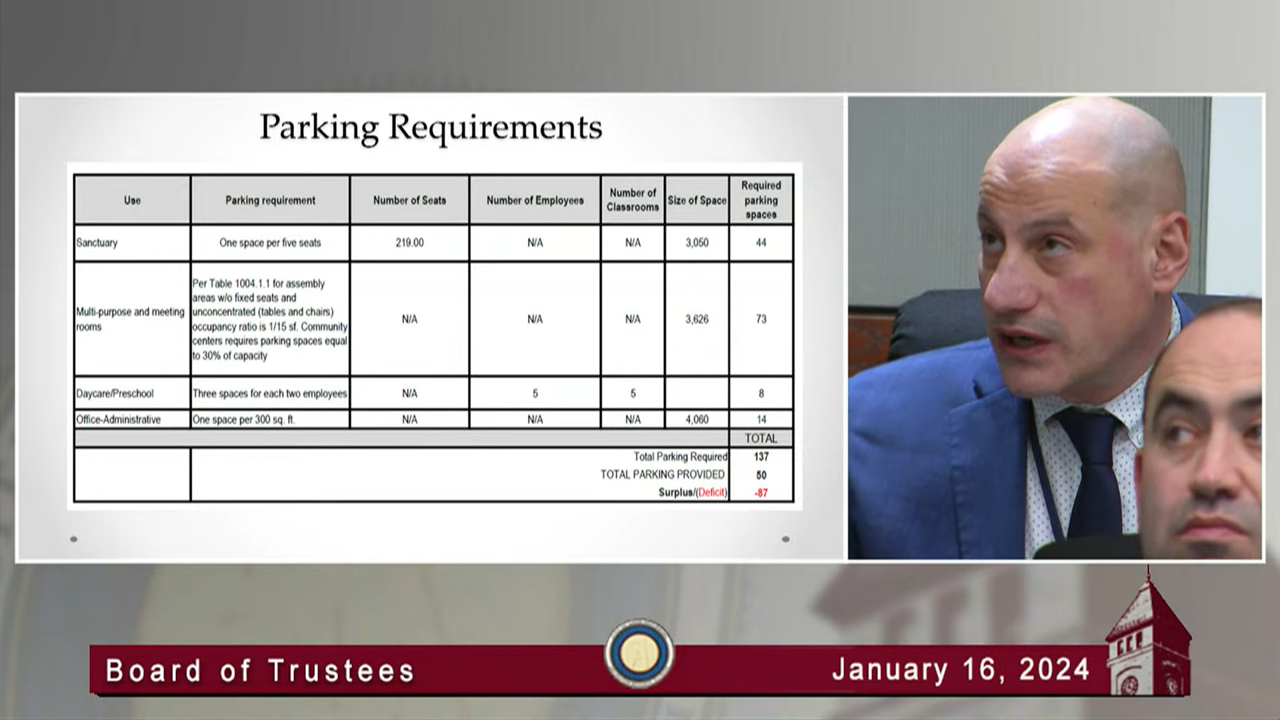 Parking Requirements
Use Parking requirement Number of Seats Number of Employees Number of Classrooms Size of Space Required parking spaces
Sanctuary One space per five seats 219.00 N/A N/A 3,050 44
Multi-purpose and meeting rooms
Per Table 1004.1.1 for assembly
areas w/o fixed seats and
unconcentrated (tables and chairs)
occupancy ratio is 1/15 sf. Community
centers requires parking spaces equal
to 30% of capacity
N/A N/A N/A 3,626 73
Daycare/Preschool Three spaces for each two employees N/A 5 5 8
Office-Administrative One space per 300 sq. ft. N/A N/A N/A 4,060 14
TOTAL
Total Parking Required 137
TOTAL PARKING PROVIDED 50
Surplus/(Deficit) -87
Board of Trustees
January 16, 2024